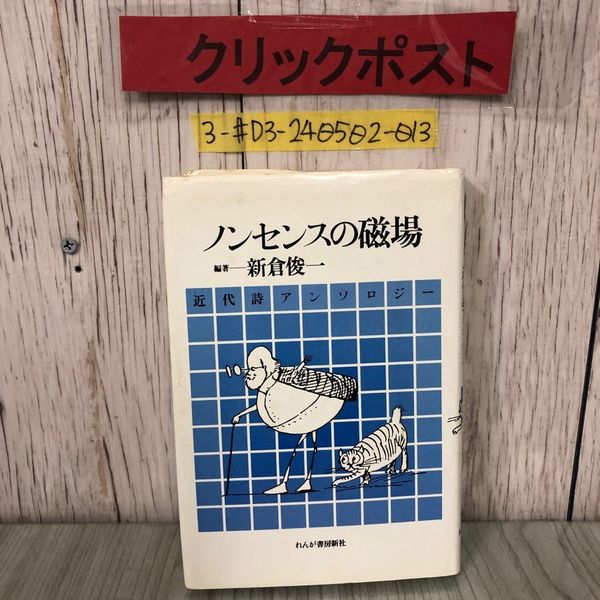 クリックポスト
3-#D3-240502-013
ノンセンスの磁場
編著―新倉俊一
近代詩アンソロジー
れんが書房新社